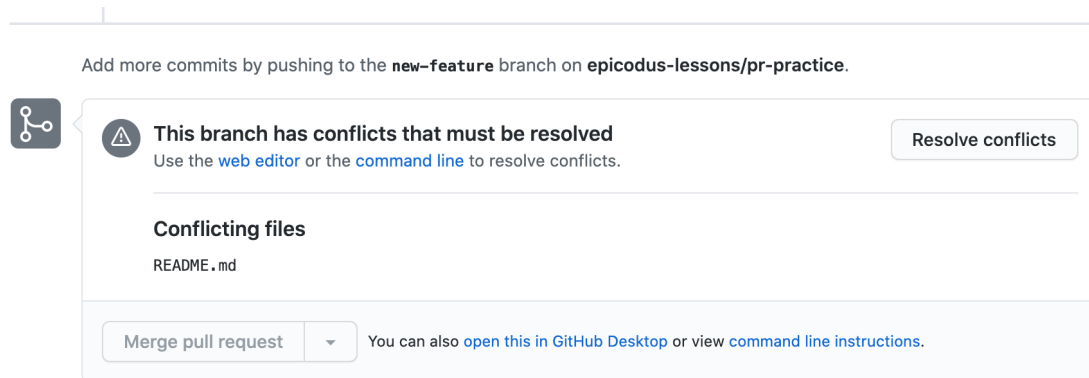 Add more commits by pushing to the new-feature branch on epicodus-lessons/pr-practice.
This branch has conflicts that must be resolved
Use the web editor or the command line to resolve conflicts.
Resolve conflicts
Conflicting files
README.md
Merge pull request
You can also open this in GitHub Desktop or view command line instructions.